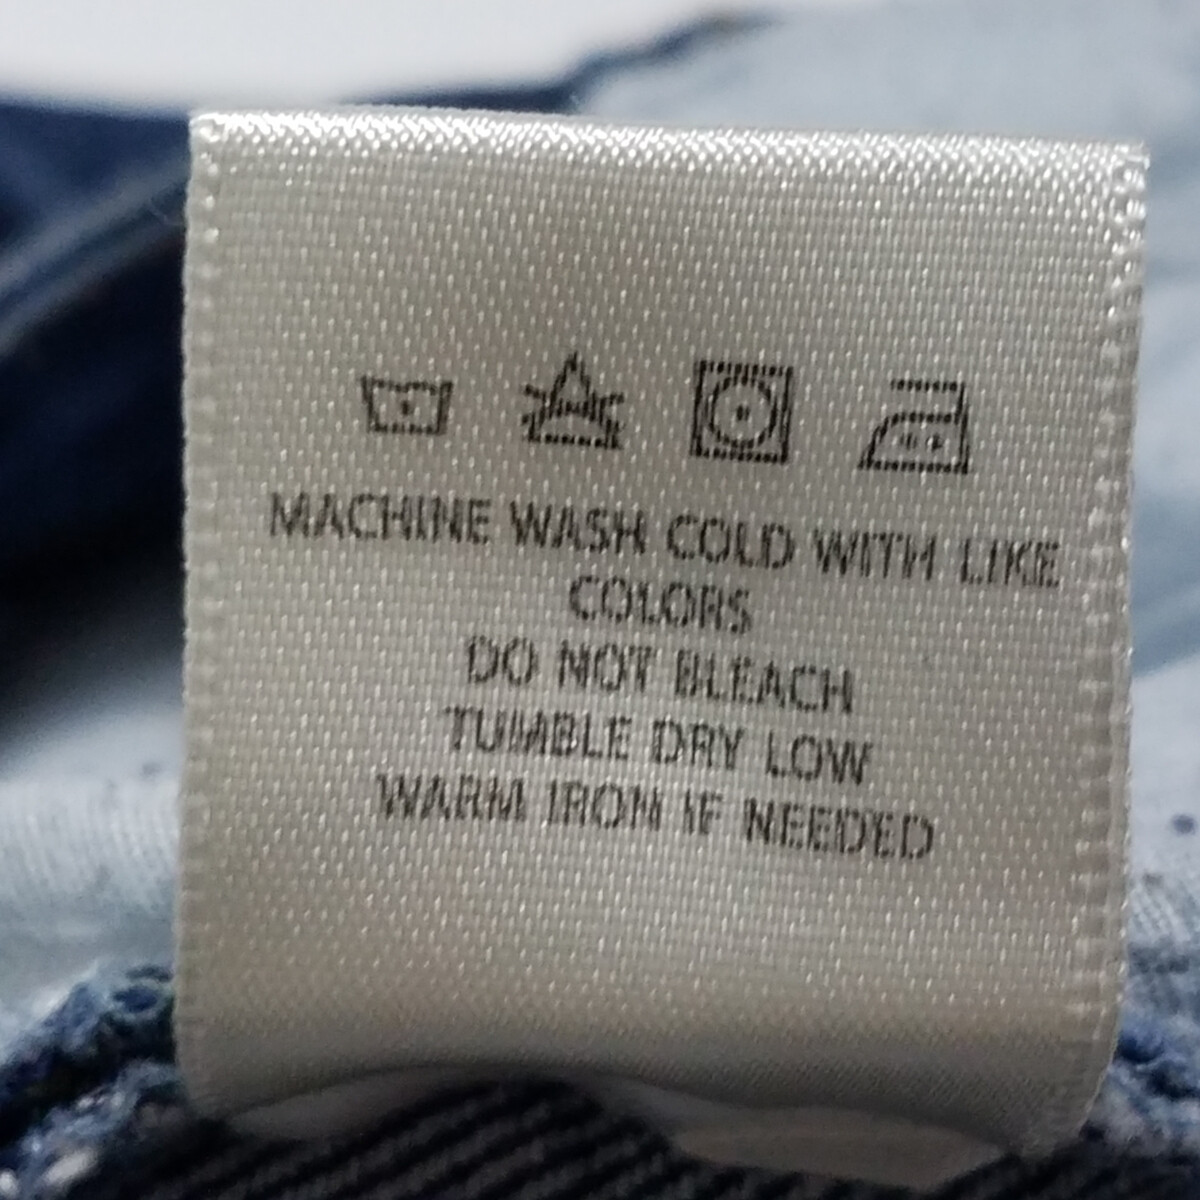 MACHINE WASH COLD WITH LIKE
COLORS
DO NOT BLEACH
TUMBLE DRY LOW
WARM IRON IF NEEDED